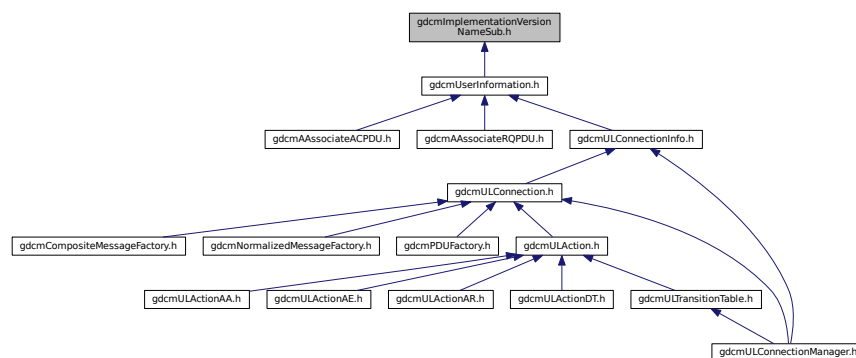 gdcmImplementationVersion
NameSub.h
gdcmUserInformation.h
gdcmAAssociateACPDU.h
gdcmAAssociateRQPDU.h
gdcmULConnectionInfo.h
gdcmULConnection.h
gdcmCompositeMessageFactory.h
gdcmNormalizedMessageFactory.h
gdcmPDUFactory.h
gdcmULAction.h
gdcmULActionAA.h
gdcmULActionAE.h
gdcmULActionAR.h
gdcmULActionDT.h
gdcmULTransitionTable.h
gdcmULConnectionManager.h